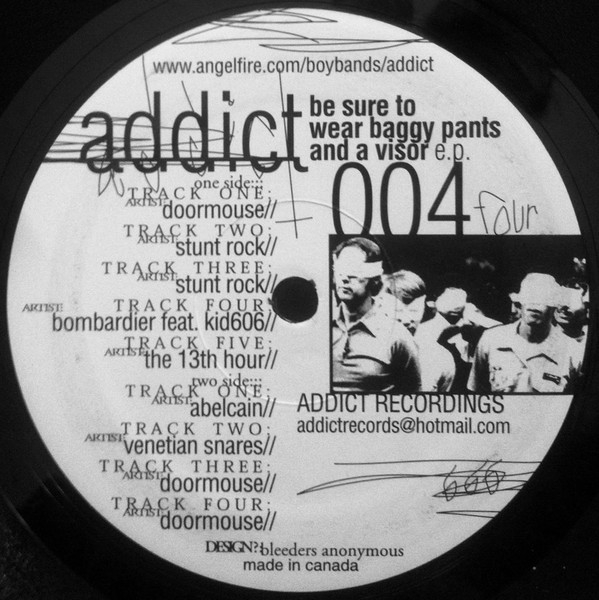 www.angelfire.com/boybands/addict
addict
be sure to
wear baggy pants
and a visor e.p.
004 four
one side:::
TRACK ONE:
ARTIST: doormouse//
TRACK TWO:
ARTIST: stunt rock//
TRACK THREE:
ARTIST: stunt rock//
TRACK FOUR:
ARTIST: bombardier feat. kid606//
TRACK FIVE:
ARTIST: the 13th hour//
two side:::
TRACK ONE:
ARTIST: abelcain//
TRACK TWO:
ARTIST: venetian snares//
TRACK THREE:
ARTIST: doormouse//
TRACK FOUR:
ARTIST: doormouse//
ADDICT RECORDINGS
addictrecords@hotmail.com
666
DESIGN?: bleeders anonymous
made in canada